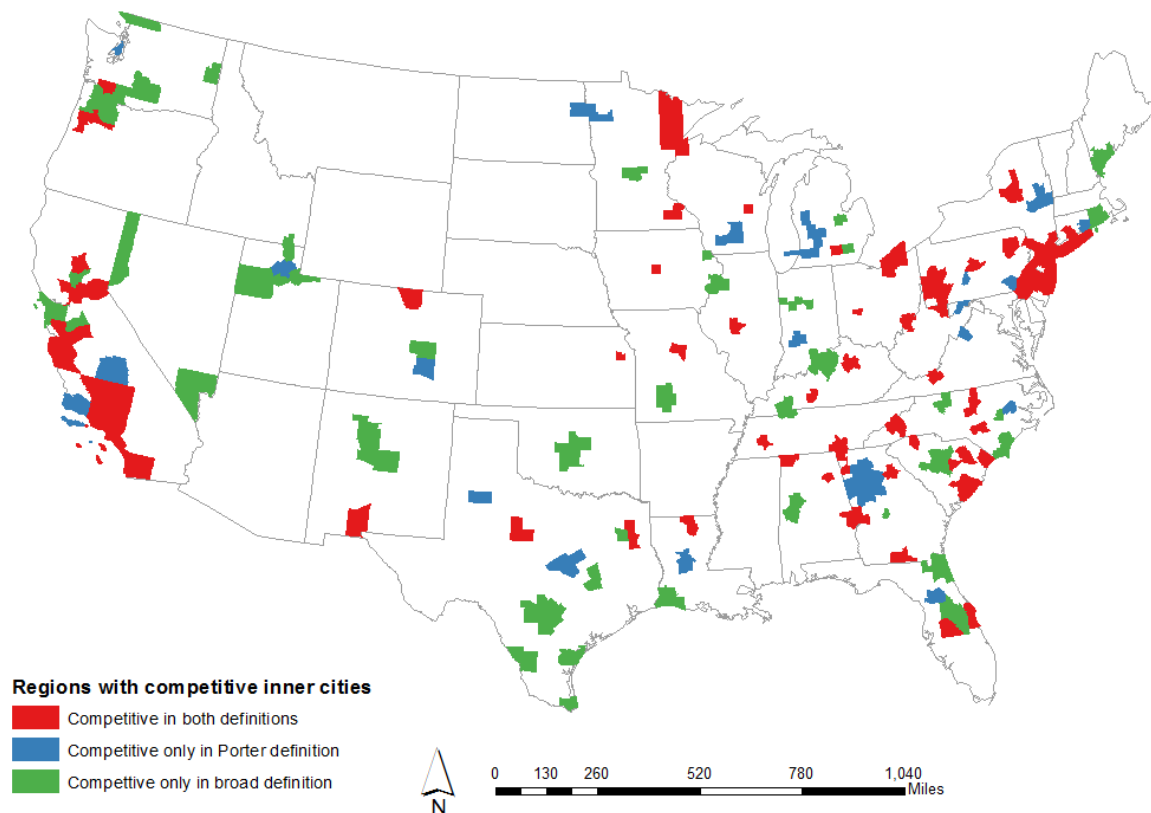 Regions with competitive inner cities
Competitive in both definitions
Competitive only in Porter definition
Compettive only in broad definition
N
0 130 260 520 780 1,040
Miles